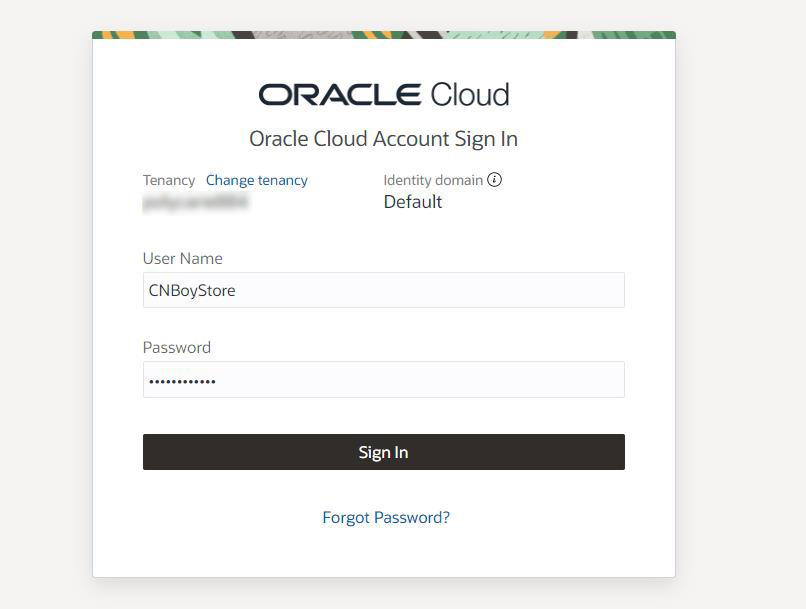 ORACLE Cloud
Oracle Cloud Account Sign In
Tenancy Change tenancy
Identity domain
Default
User Name
CNBoyStore
Password
••••••••••••
Sign In
Forgot Password?